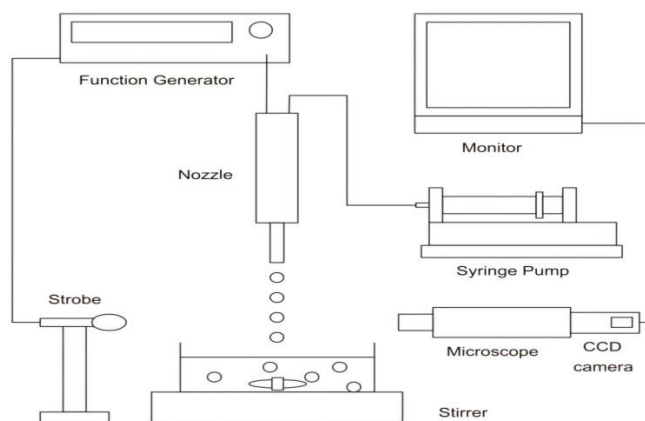 Function Generator
Monitor
Nozzle
Syringe Pump
Strobe
Microscope
CCD
camera
Stirrer